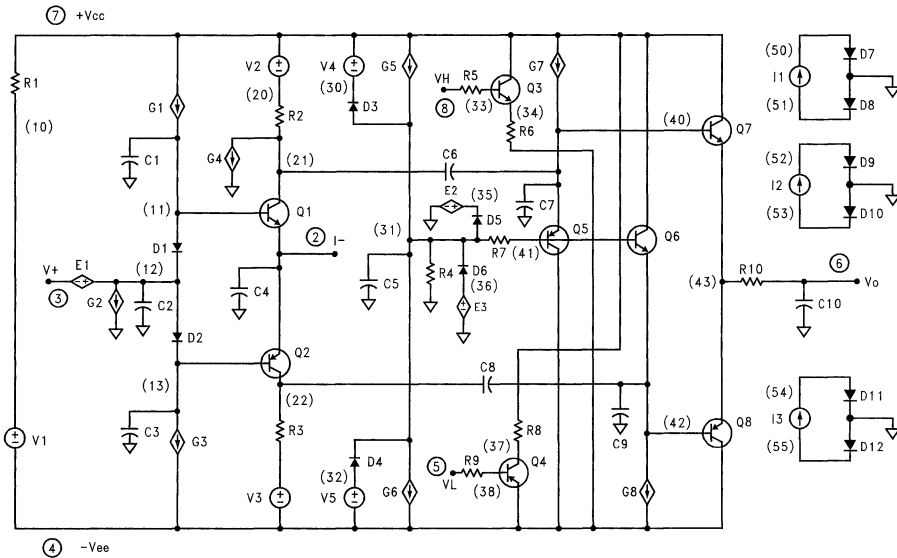 7 +Vcc
R1
(10)
V1
G1
C1
(11)
D1
V+ E1 (12)
3 G2 C2
D2
(13)
C3 G3
V2
(20)
R2
G4
(21)
Q1
2 I-
C4
Q2
(22)
R3
V3
V4 G5
(30)
D3
(31)
C5
C6
E2 (35)
D5
R4 R7 (41)
D6
(36)
E3
D4
(32)
V5 G6
VH R5 Q3
8 (33) (34)
R6
G7
C7
Q5 Q6
C8
C9
R8
(37)
5 R9 Q4
VL (38)
G8
(40) Q7
(43) R10 6
Vo
C10
(42) Q8
(50) D7
I1
(51) D8
(52) D9
I2
(53) D10
(54) D11
I3
(55) D12
4 -Vee